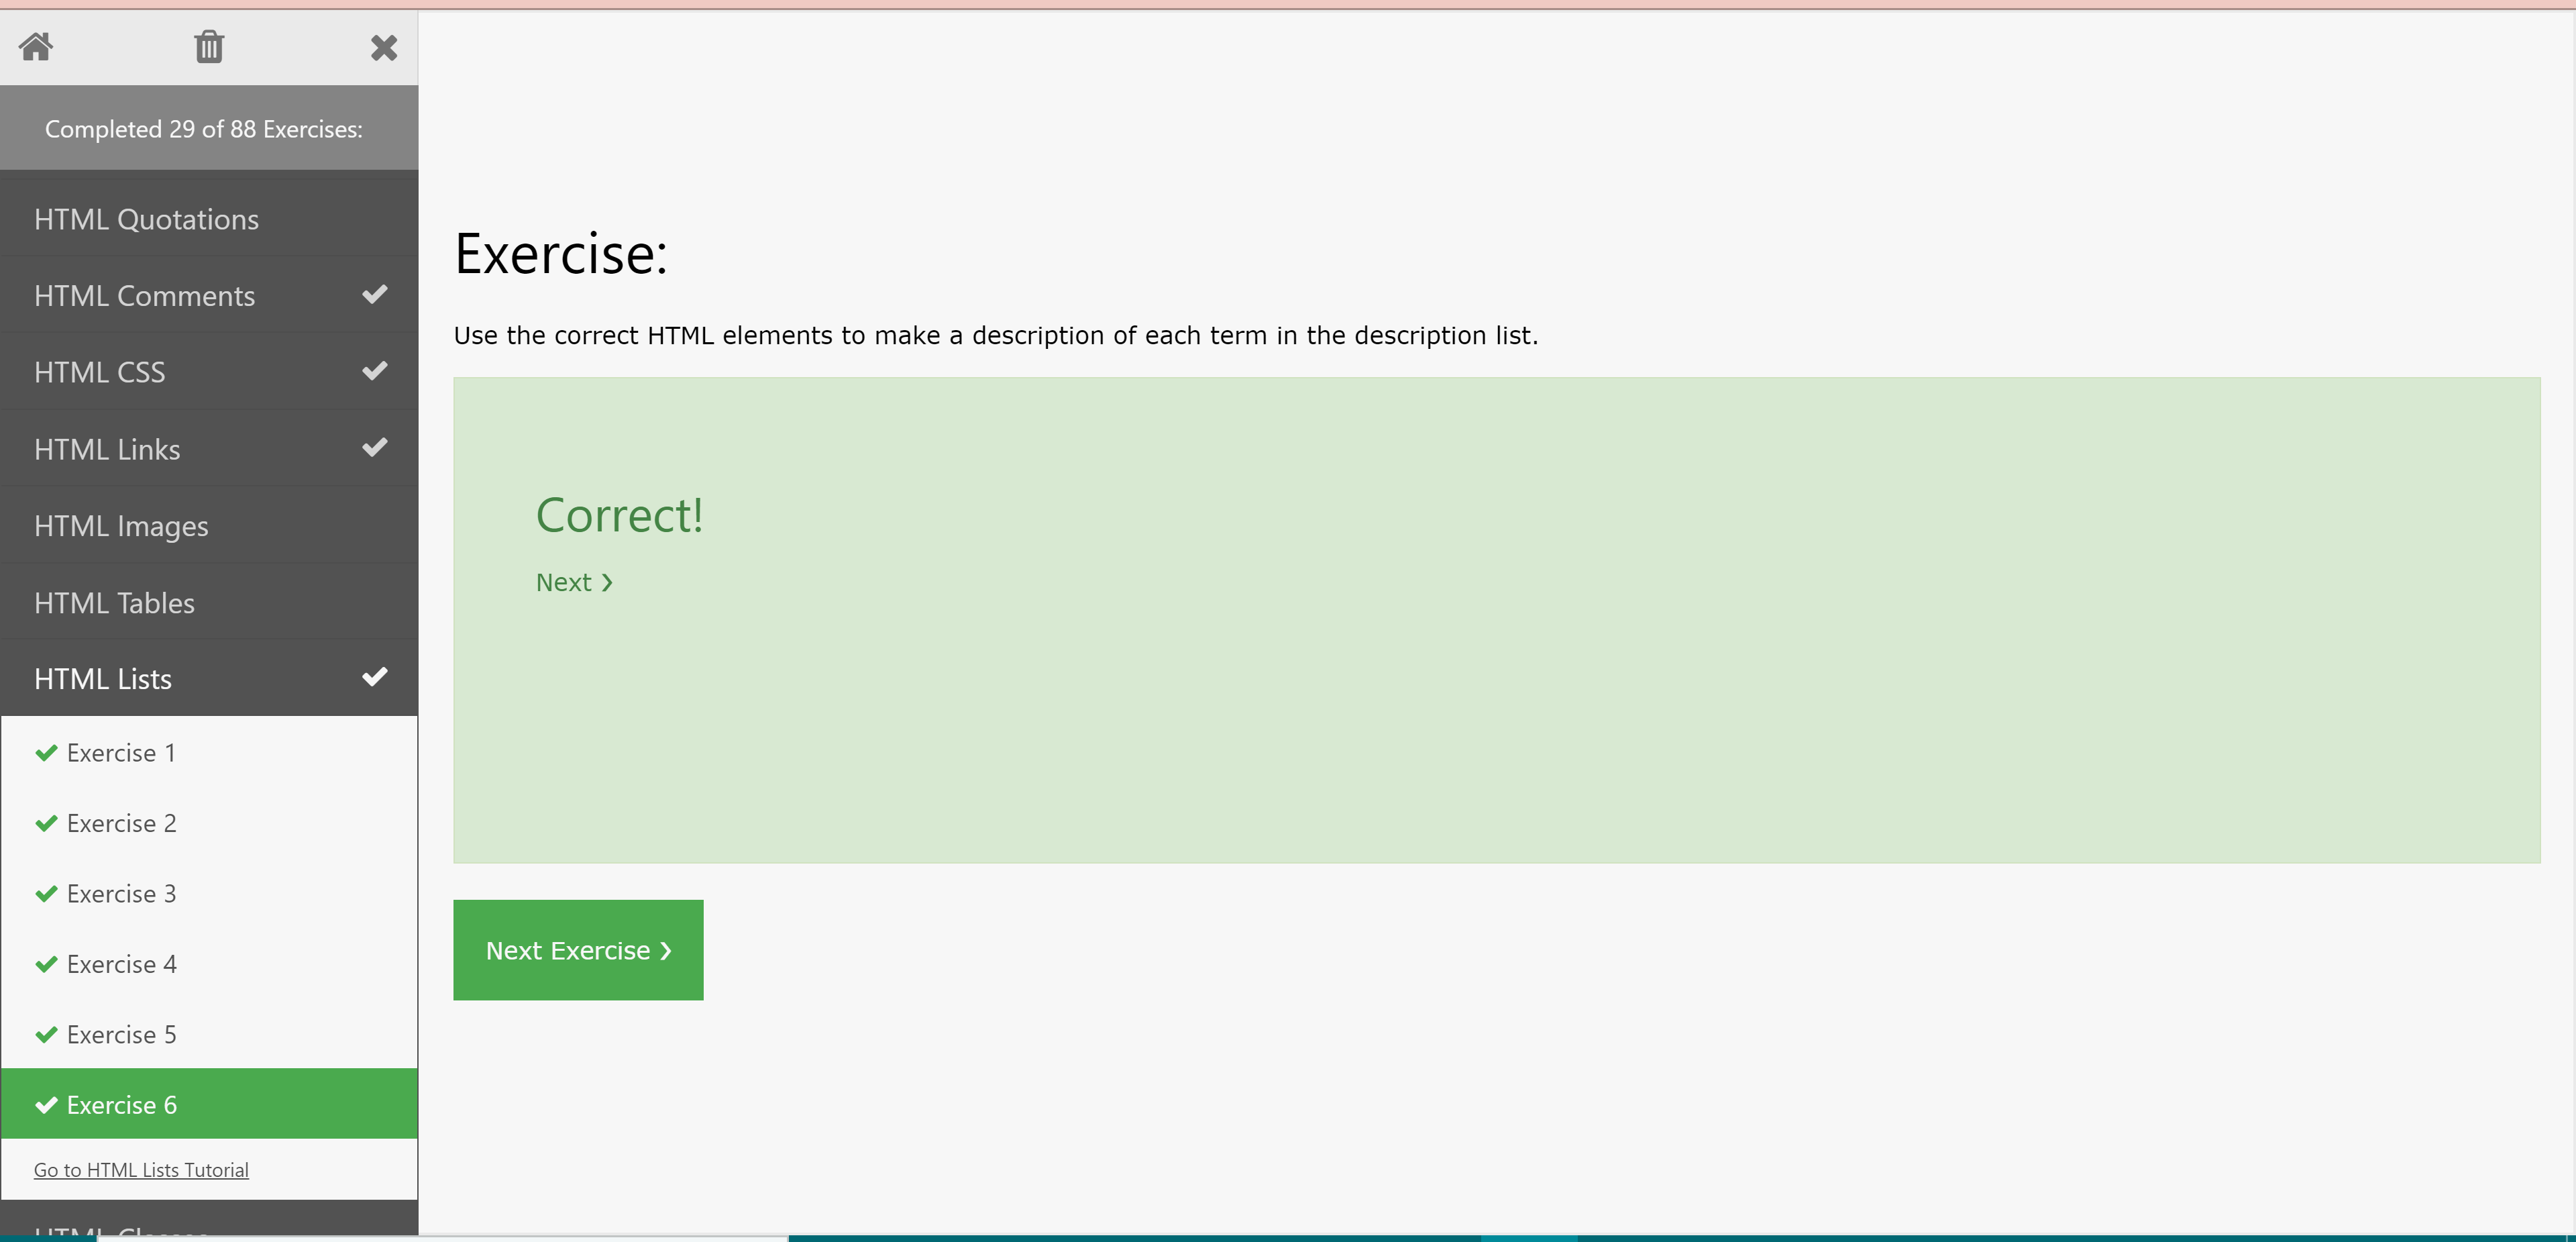 Completed 29 of 88 Exercises:
HTML Quotations
HTML Comments
HTML CSS
HTML Links
HTML Images
HTML Tables
HTML Lists
Exercise 1
Exercise 2
Exercise 3
Exercise 4
Exercise 5
Exercise 6
Go to HTML Lists Tutorial
HTML Classes
Exercise:
Use the correct HTML elements to make a description of each term in the description list.
Correct!
Next ❯
Next Exercise ❯